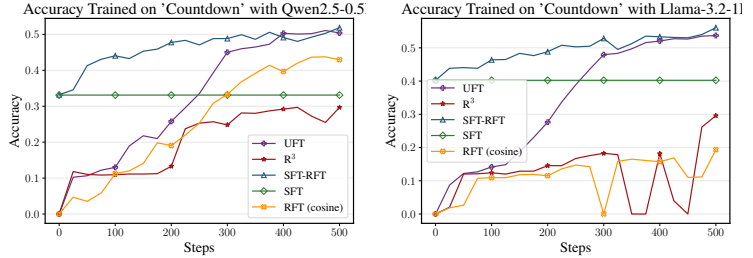 Accuracy Trained on 'Countdown' with Qwen2.5-0.5
Accuracy
0.5
0.4
0.3
0.2
0.1
0.0
UFT
R³
SFT-RFT
SFT
RFT (cosine)
0
100
200
300
400
500
Steps
Accuracy Trained on 'Countdown' with Llama-3.2-1
Accuracy
0.5
0.4
0.3
0.2
0.1
0.0
UFT
R³
SFT-RFT
SFT
RFT (cosine)
0
100
200
300
400
500
Steps